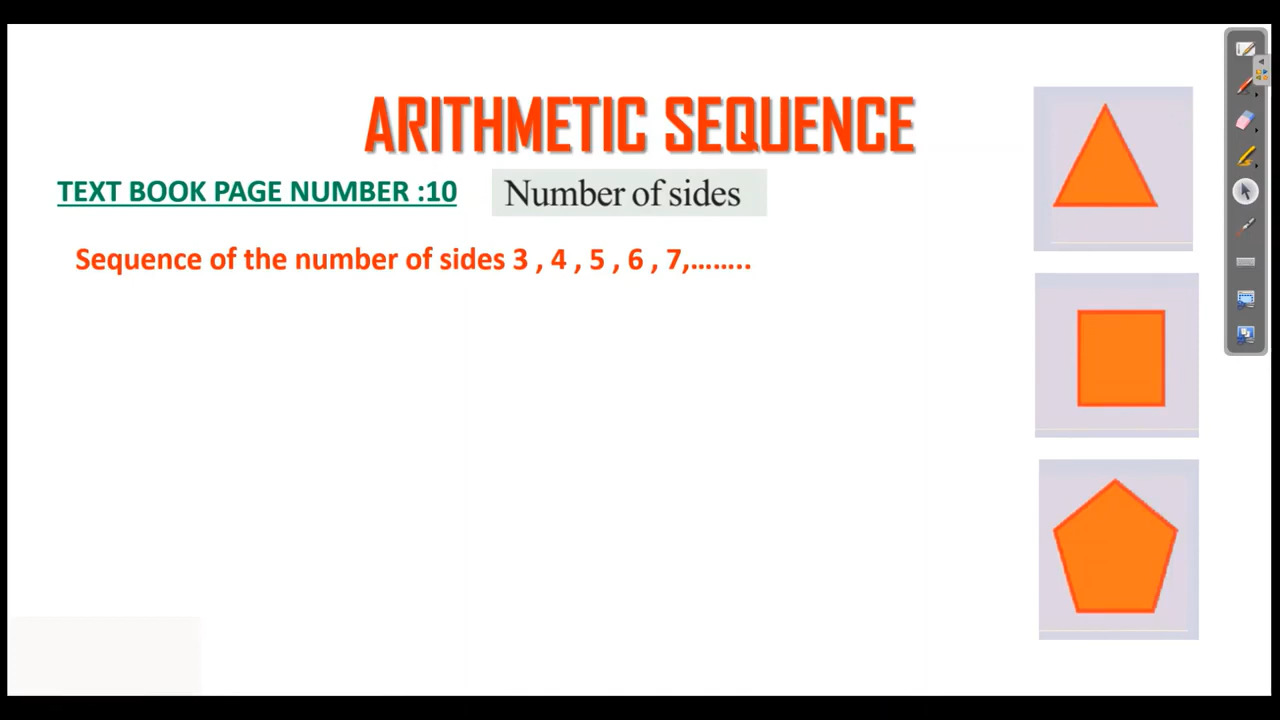 ARITHMETIC SEQUENCE
TEXT BOOK PAGE NUMBER :10
Number of sides
Sequence of the number of sides 3 , 4 , 5 , 6 , 7,........